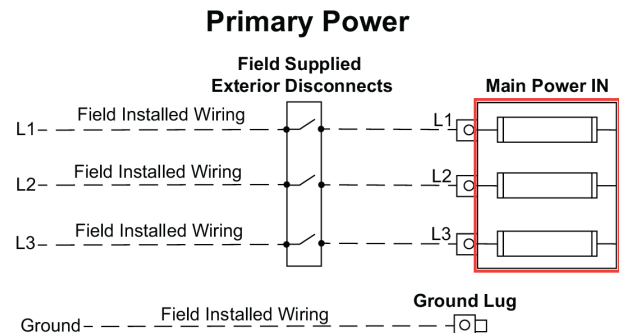 Primary Power
Field Supplied
Exterior Disconnects
Main Power IN
L1 Field Installed Wiring L1
L2 Field Installed Wiring L2
L3 Field Installed Wiring L3
Ground Lug
Ground Field Installed Wiring